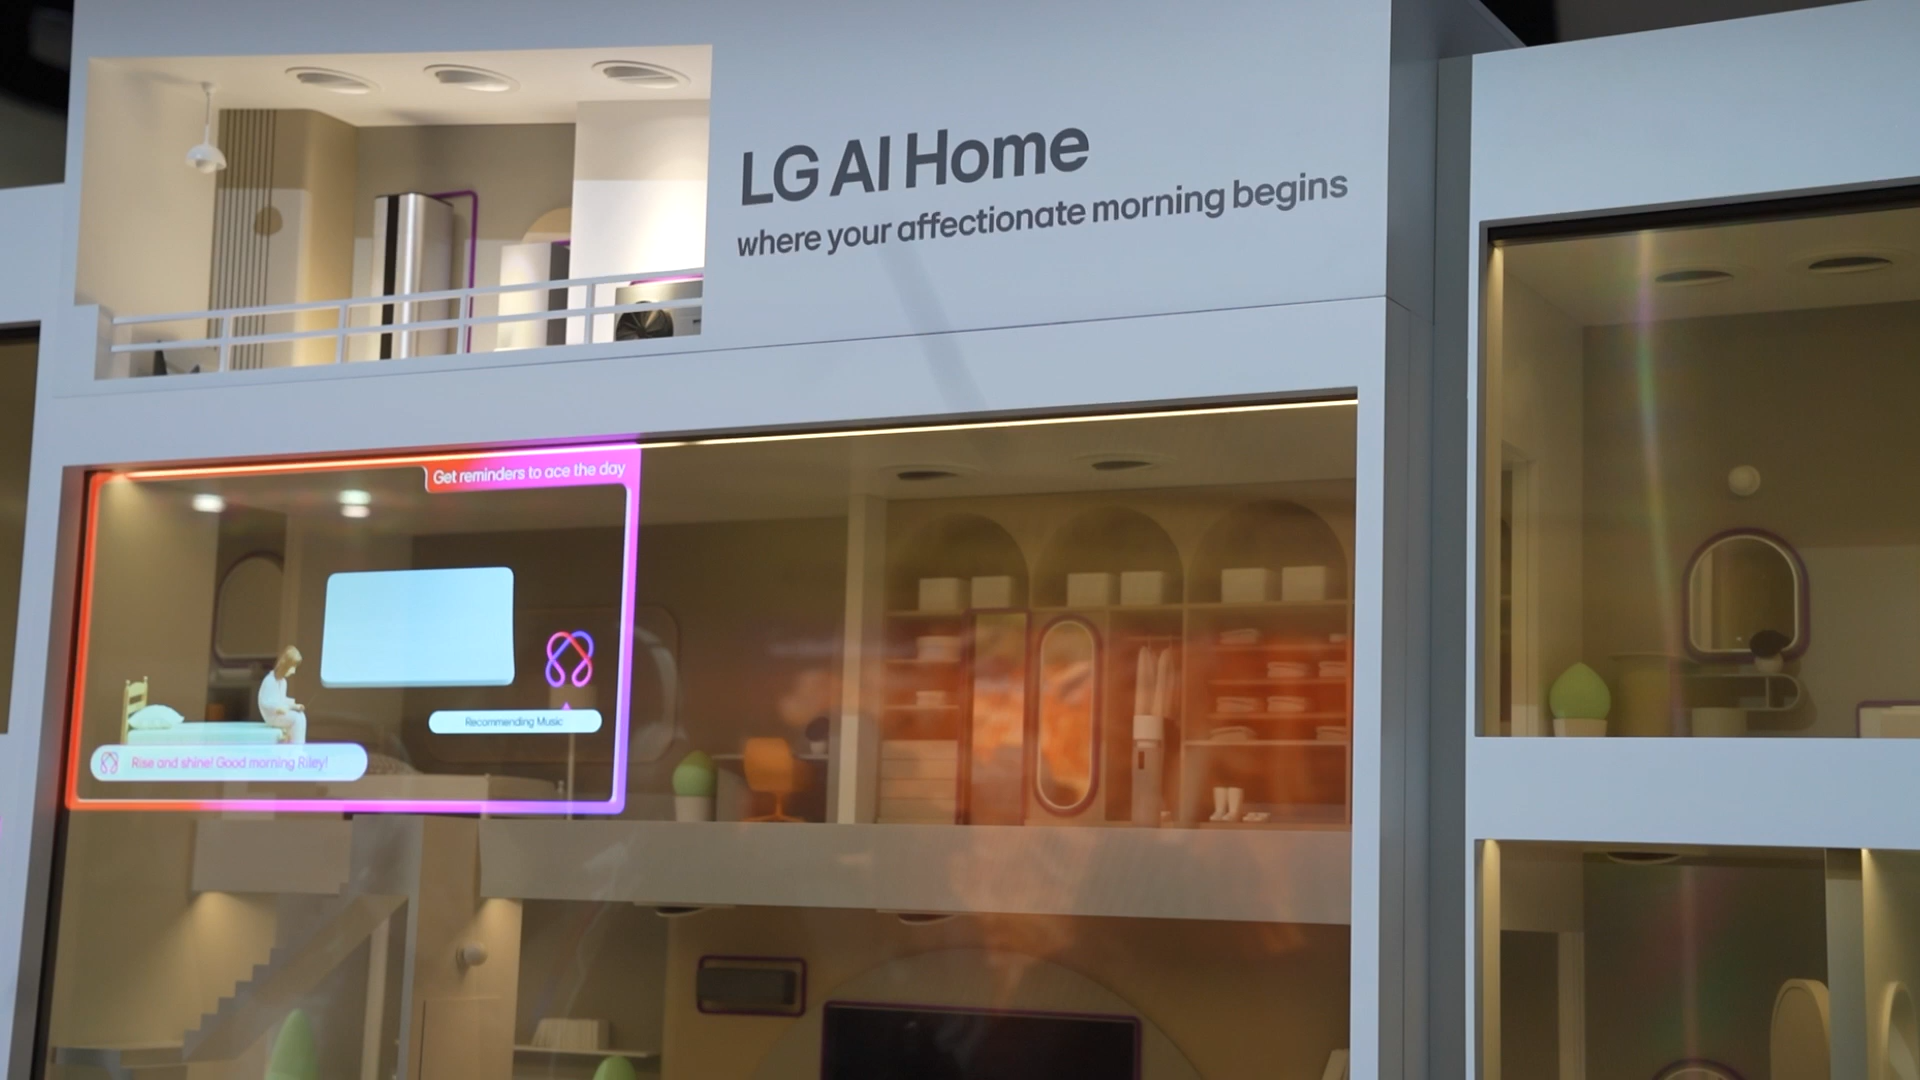 LG AI Home
where your affectionate morning begins
Get reminders to ace the day
Recommending Music
Rise and shine! Good morning Riley!